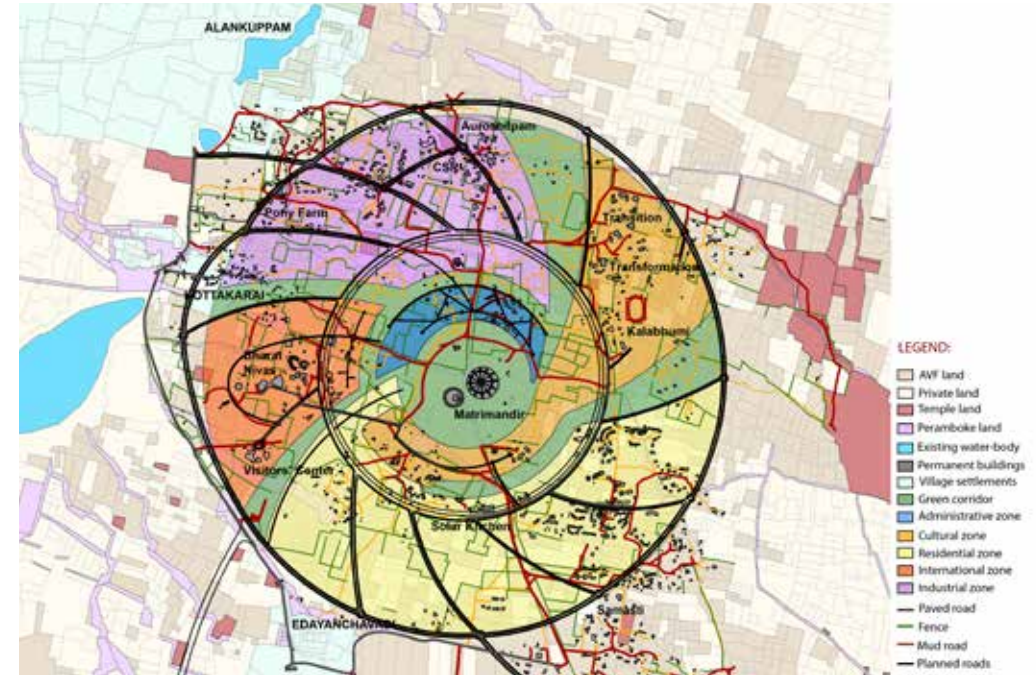 ALANKUPPAM
Auroshilpam
CSR
Pony Farm
Transition
Transformation
KOTTAKARAI
Kalabhumi
Bharat
Nivas
Matrimandir
Visitors' Center
Solar Kitchen
Samasti
EDAYANCHAVADI
LEGEND:
AVF land
Private land
Temple land
Peramboke land
Existing water-body
Permanent buildings
Village settlements
Green corridor
Administrative zone
Cultural zone
Residential zone
International zone
Industrial zone
Paved road
Fence
Mud road
Planned roads